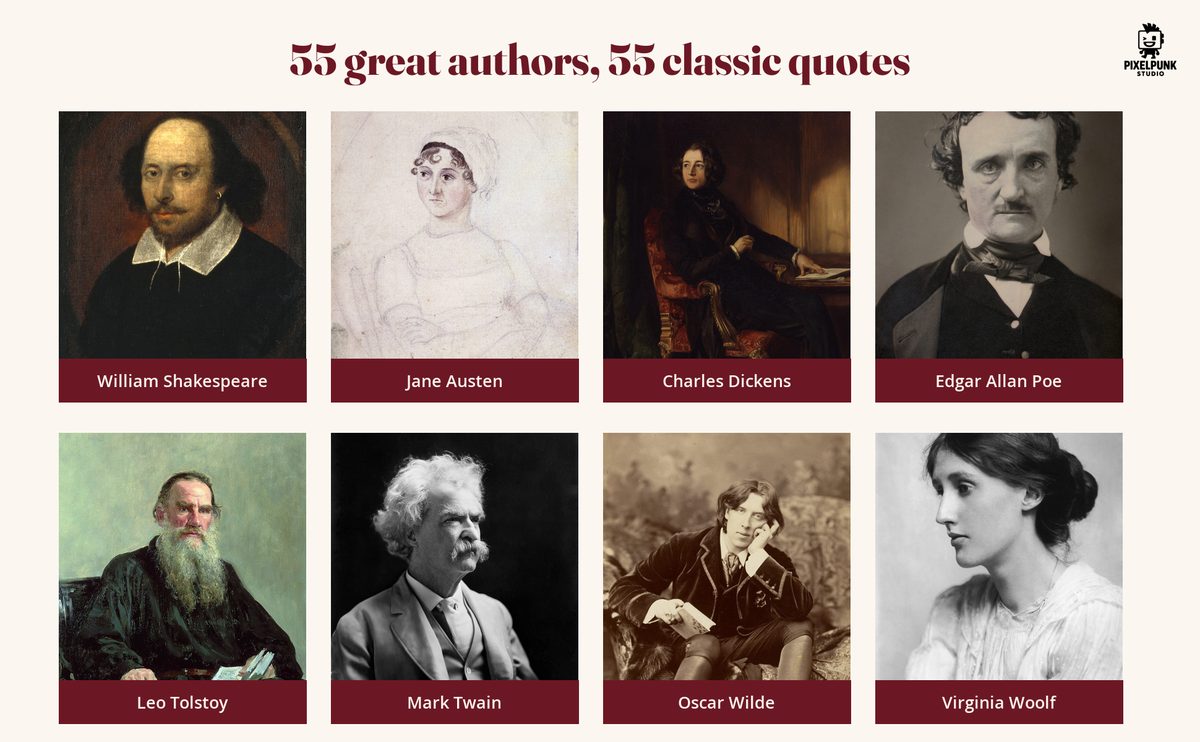 55 great authors, 55 classic quotes
PIXELPUNK
STUDIO
William Shakespeare
Jane Austen
Charles Dickens
Edgar Allan Poe
Leo Tolstoy
Mark Twain
Oscar Wilde
Virginia Woolf